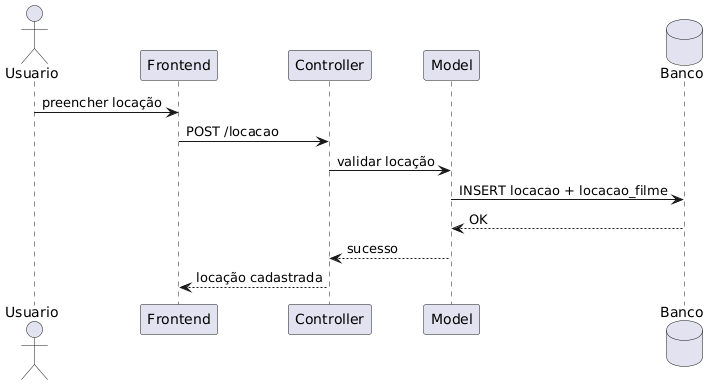 Usuario
Frontend
Controller
Model
Banco
preencher locação
POST /locacao
validar locação
INSERT locacao + locacao_filme
OK
sucesso
locação cadastrada
Usuario
Frontend
Controller
Model
Banco